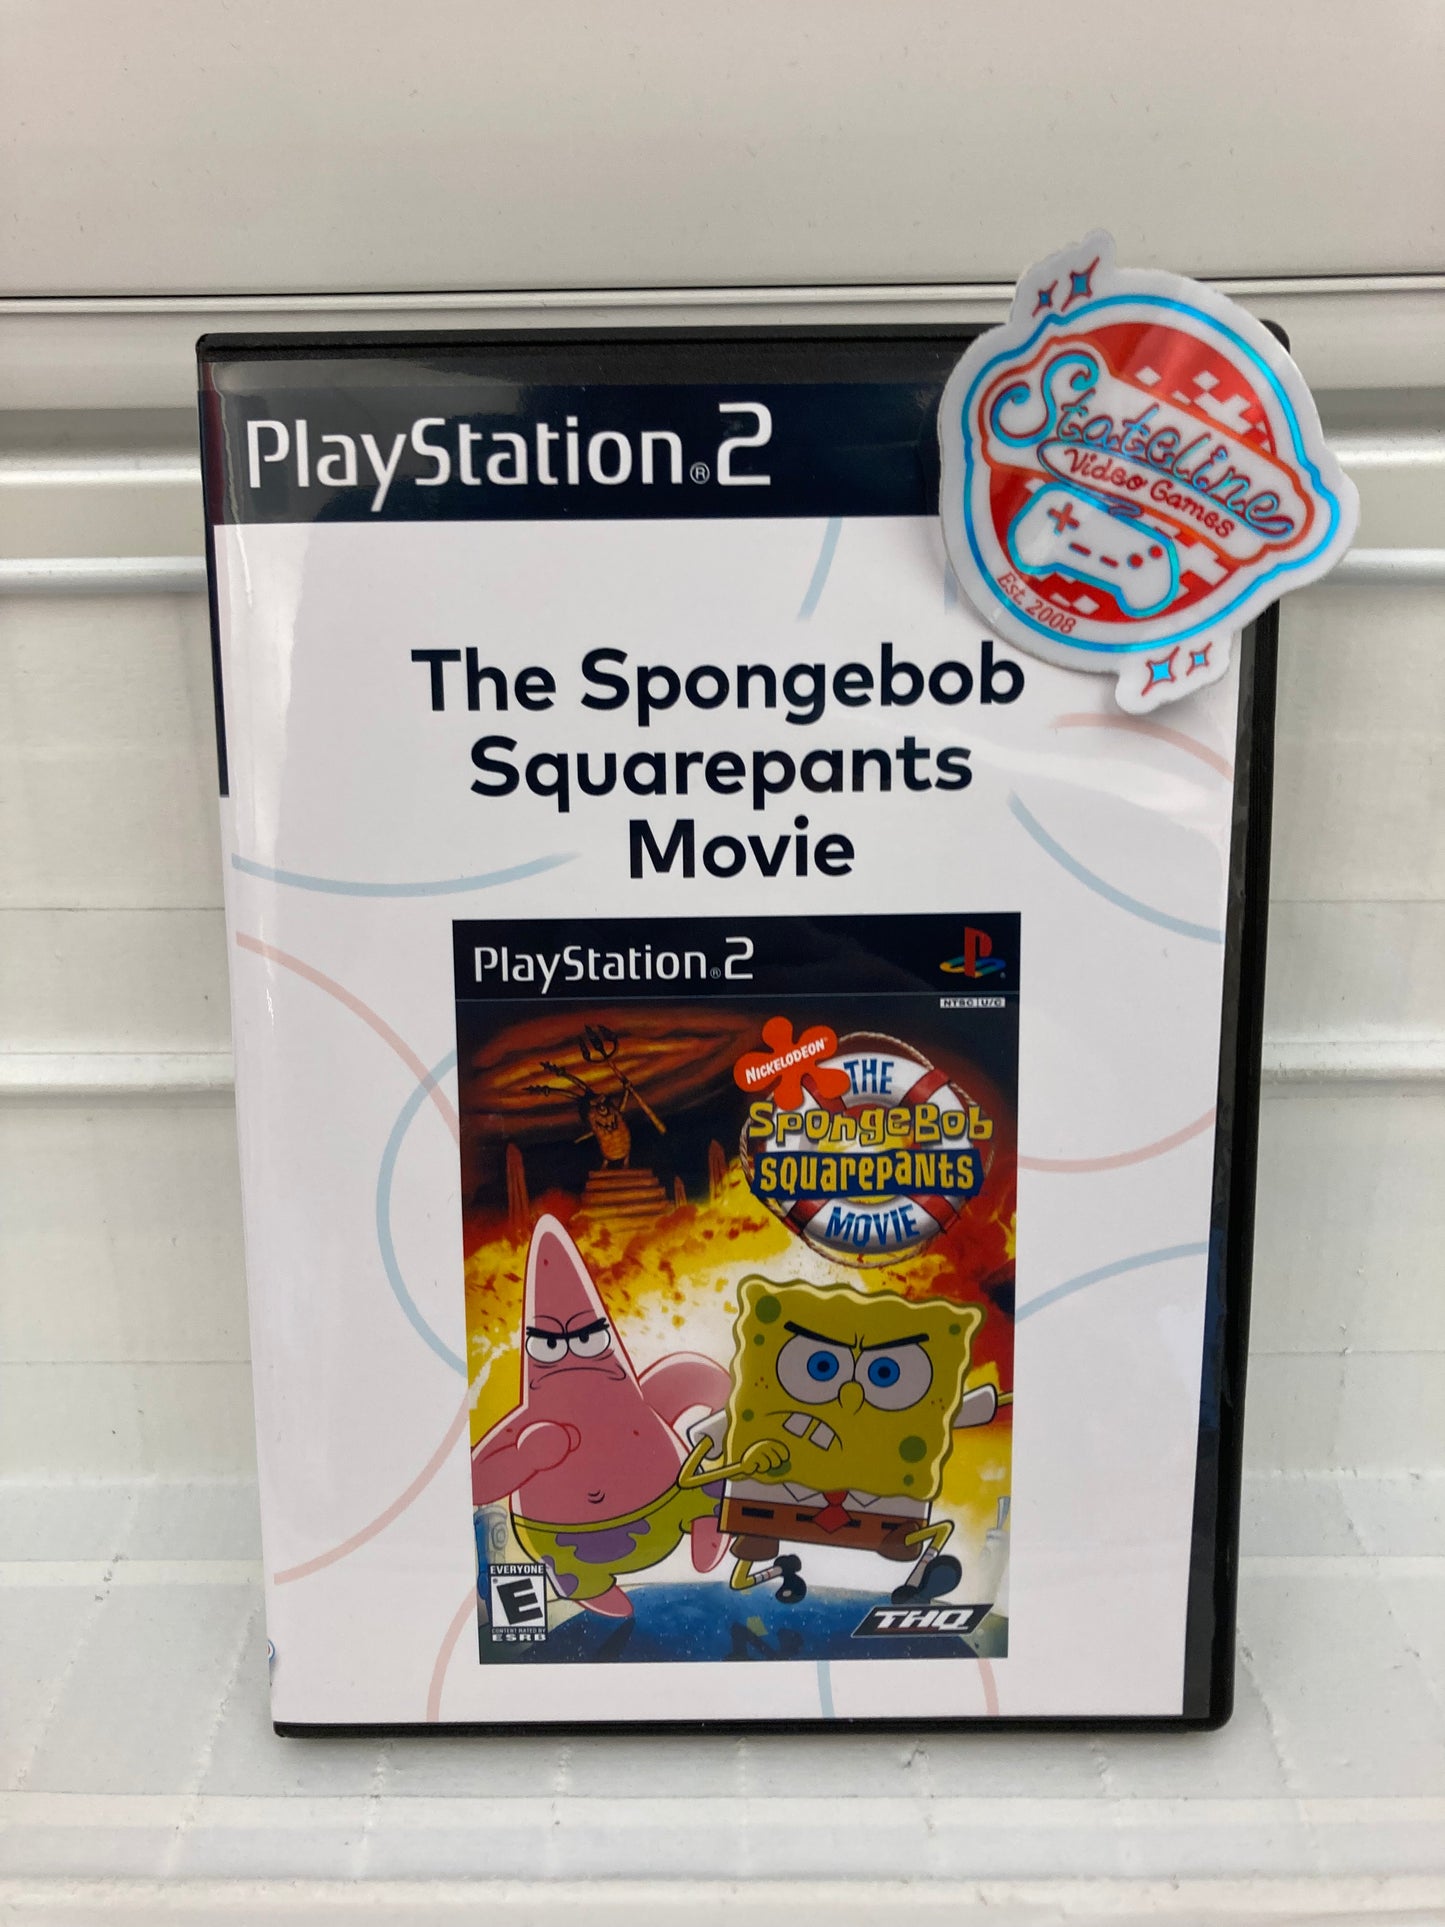 PlayStation®2
Stateline
Video Games
Est. 2008
The Spongebob
Squarepants
Movie
PlayStation®2
NTSC U/C
NICKELODEON
THE
SpongeBob
SQUAREPANTS
MOVIE
EVERYONE
E
CONTENT RATED BY
ESRB
THQ